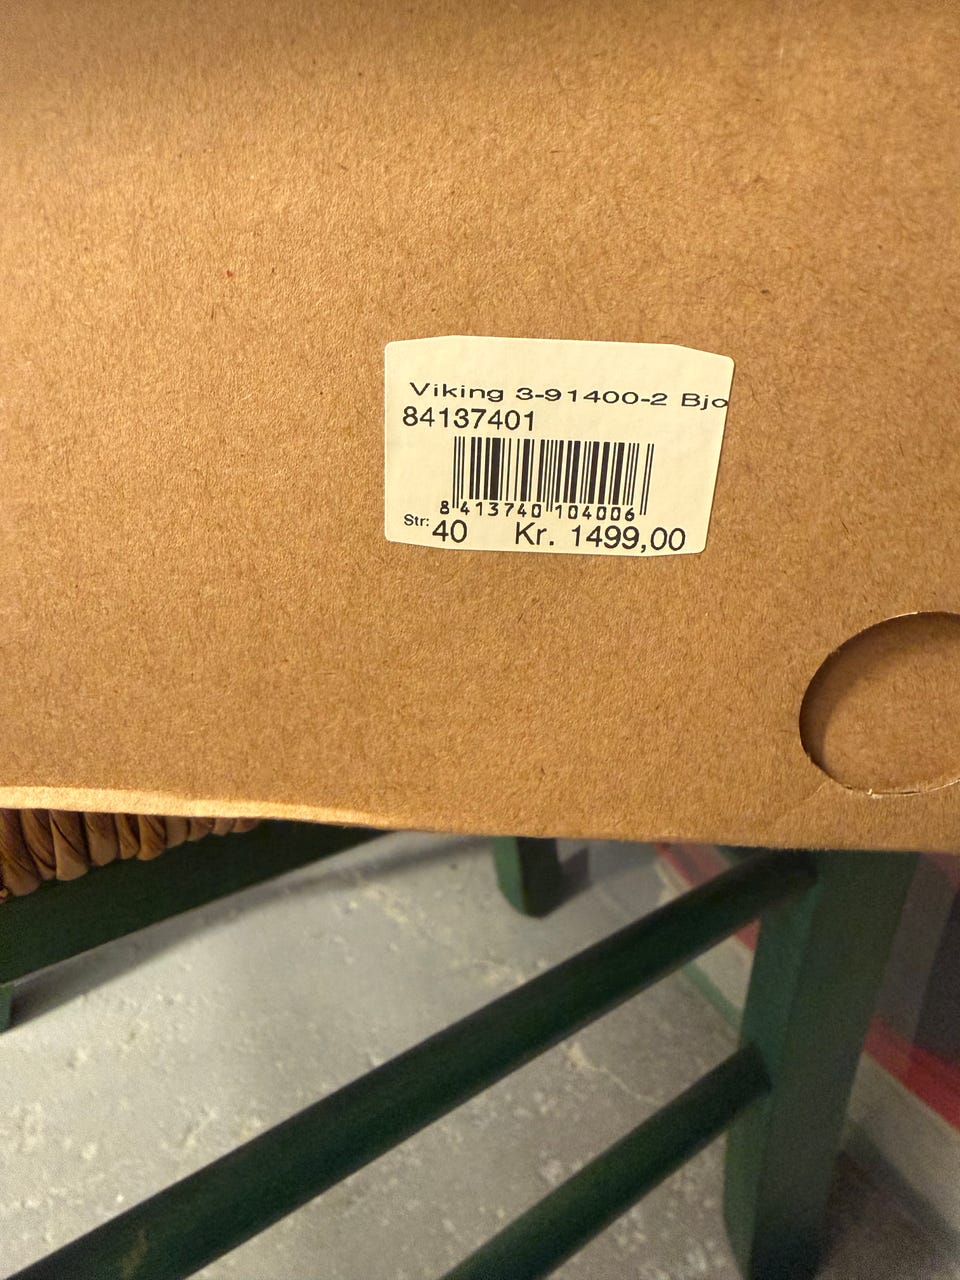 Viking 3-91400-2 Bjo
84137401
8 413740 104006
Str: 40 Kr. 1499,00